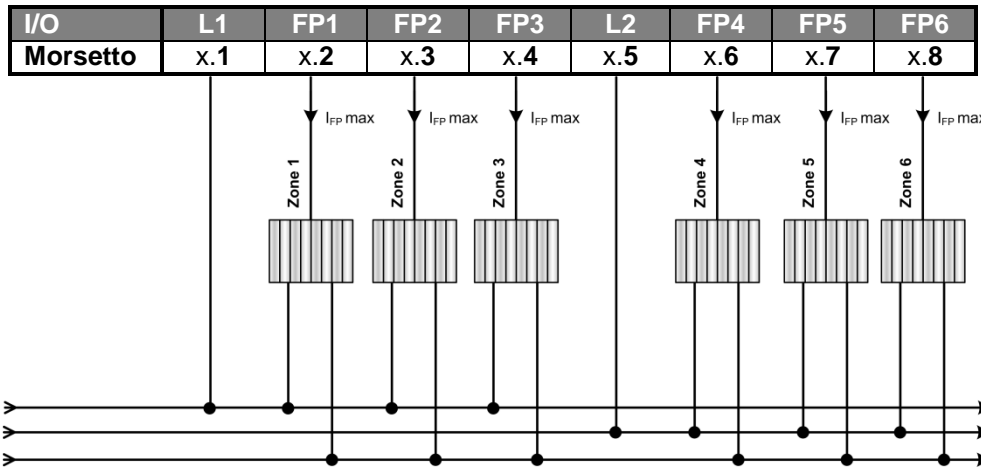 I/O L1 FP1 FP2 FP3 L2 FP4 FP5 FP6
Morsetto x.1 x.2 x.3 x.4 x.5 x.6 x.7 x.8
IFP max IFP max IFP max IFP max IFP max IFP max
Zone 1 Zone 2 Zone 3 Zone 4 Zone 5 Zone 6